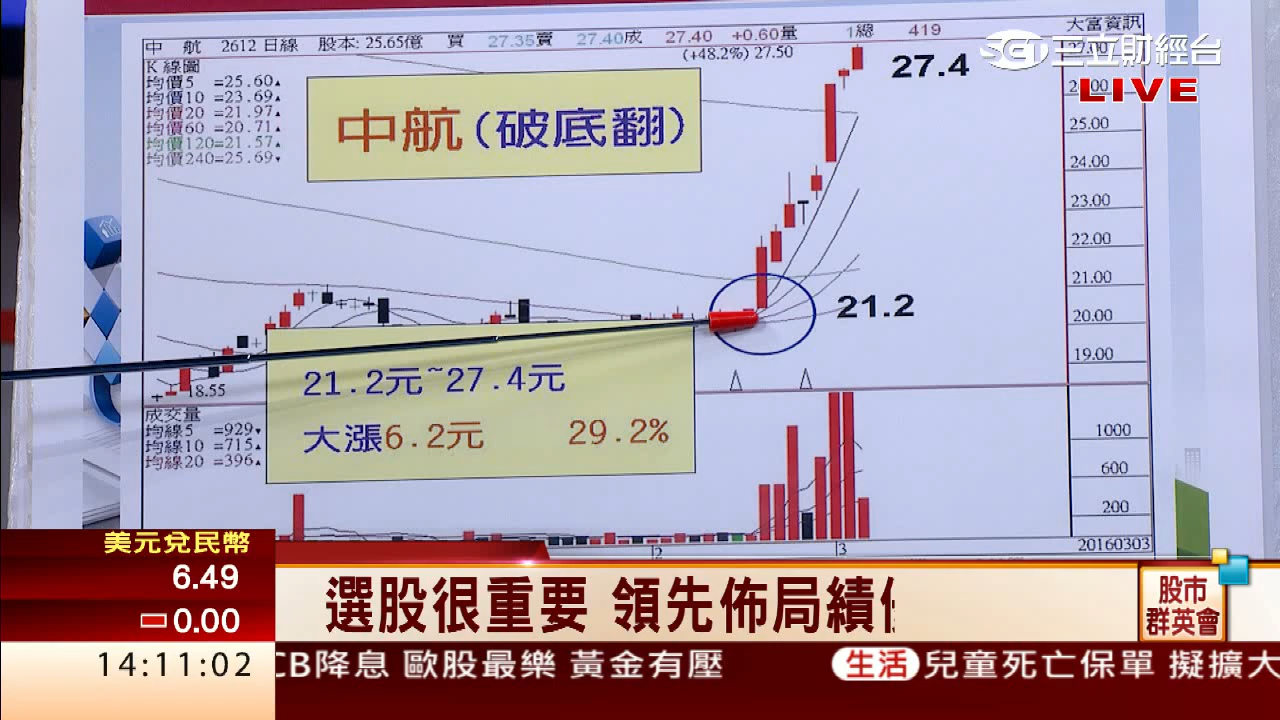 大富資訊
中 航 2612 日線 股本: 25.65億 買 27.35賣 27.40成 27.40 +0.60量 1總 419
(+48.2%) 27.50
K 線圖
均價5 =25.60▲
均價10 =23.69▲
均價20 =21.97▲
均價60 =20.71▲
均價120=21.57▲
均價240=25.69▼
中航(破底翻)
27.4
三立財經台
LIVE
27.00
25.00
24.00
23.00
22.00
21.00
20.00
19.00
21.2
21.2元~27.4元
大漲6.2元 29.2%
18.55
成交量
均線5 =929▼
均線10 =715▲
均線20 =396▲
1000
600
200
2
3
20160303
美元兌民幣
6.49
0.00
14:11:02
選股很重要 領先佈局績
股市
群英會
CB降息 歐股最樂 黃金有壓
生活 兒童死亡保單 擬擴大